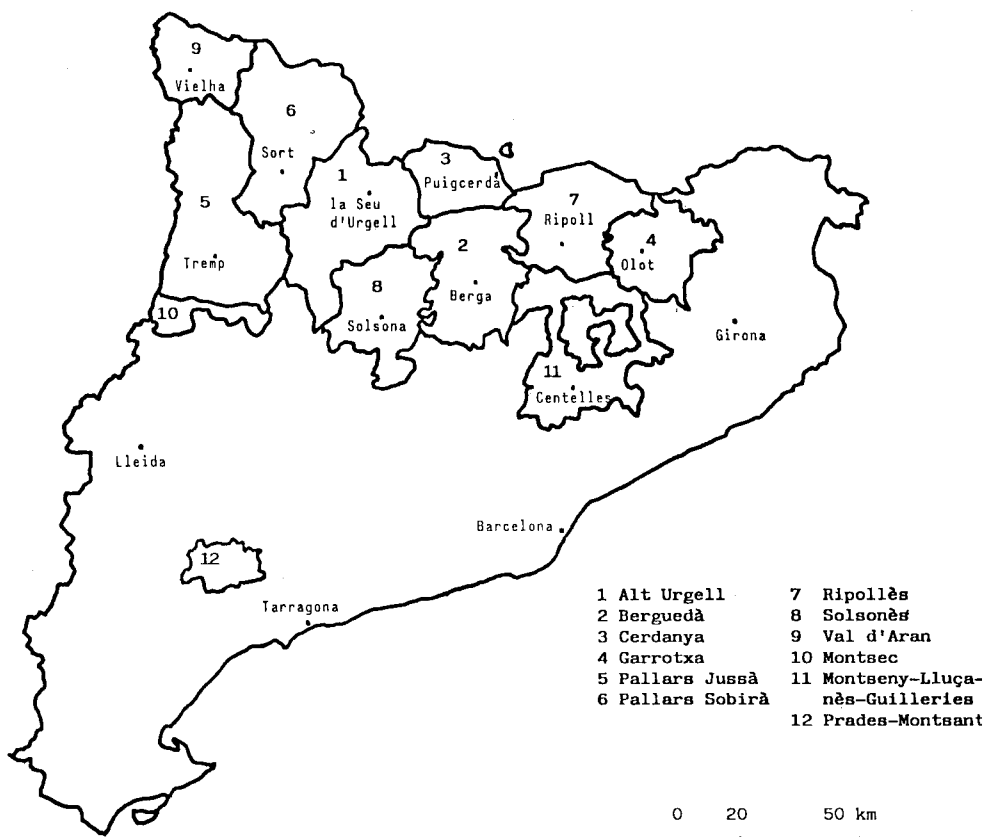 9
Vielha
6
Sort
3
Puigcerdà
1
la Seu
d'Urgell
7
Ripoll
5
Tremp
4
Olot
2
Berga
8
Solsona
10
Girona
11
Centelles
Lleida
Barcelona
12
Tarragona
1 Alt Urgell
2 Berguedà
3 Cerdanya
4 Garrotxa
5 Pallars Jussà
6 Pallars Sobirà
7 Ripollès
8 Solsonès
9 Val d'Aran
10 Montsec
11 Montseny-Lluça-
nès-Guilleries
12 Prades-Montsant
0 20 50 km